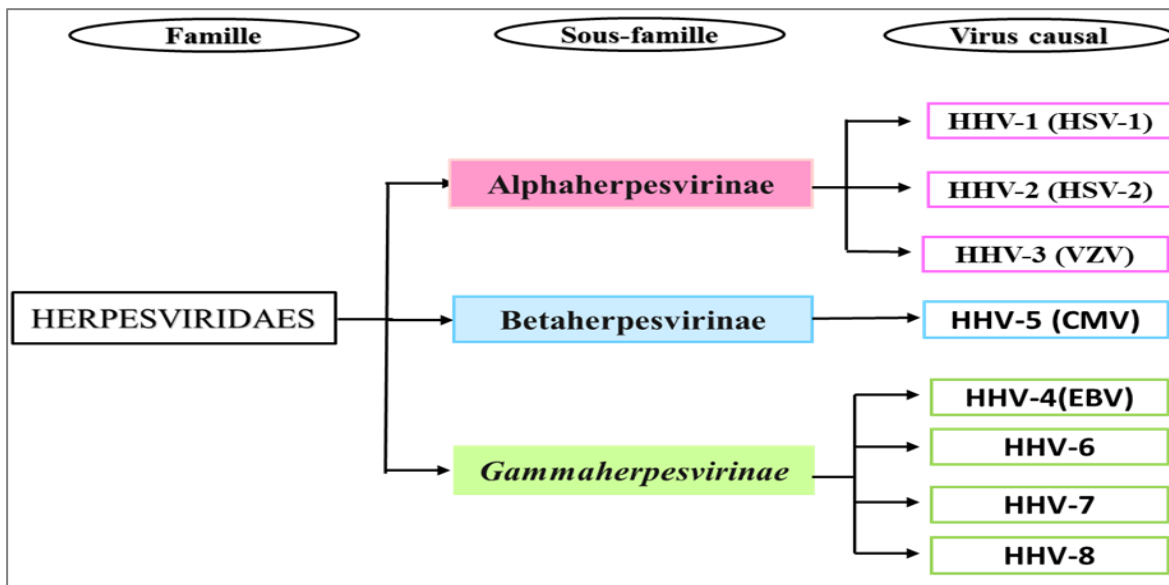 Famille
Sous-famille
Virus causal
HHV-1 (HSV-1)
Alphaherpesvirinae
HHV-2 (HSV-2)
HHV-3 (VZV)
HERPESVIRIDAES
Betaherpesvirinae
HHV-5 (CMV)
HHV-4(EBV)
HHV-6
Gammaherpesvirinae
HHV-7
HHV-8